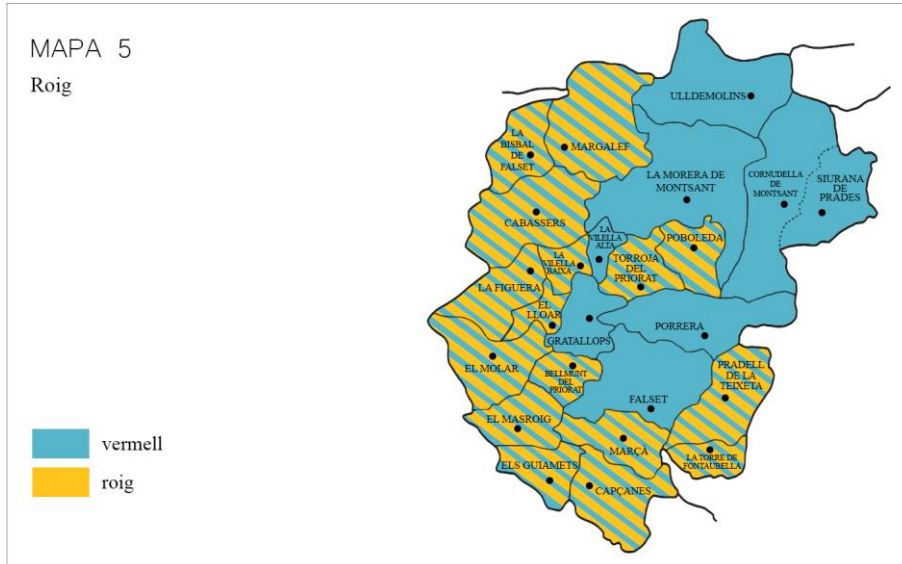 MAPA 5
Roig
ULLDEMOLINS
LA
BISBAL
DE
FALSET
MARGALEF
LA MORERA DE
MONTSANT
CORNUDELLA
DE
MONTSANT
SIURANA
DE
PRADES
CABASSERS
LA
VILELLA
ALTA
POBOLEDA
LA
VILELLA
BAIXA
TORROJA
DEL
PRIORAT
LA FIGUERA
EL
LLOAR
GRATALLOPS
PORRERA
EL MOLAR
BELLMUNT
DEL
PRIORAT
PRADELL
DE LA
TEIXETA
FALSET
EL MASROIG
MARÇÀ
LA TORRE DE
FONTAUBELLA
ELS GUIAMETS
CAPÇANES
vermell
roig